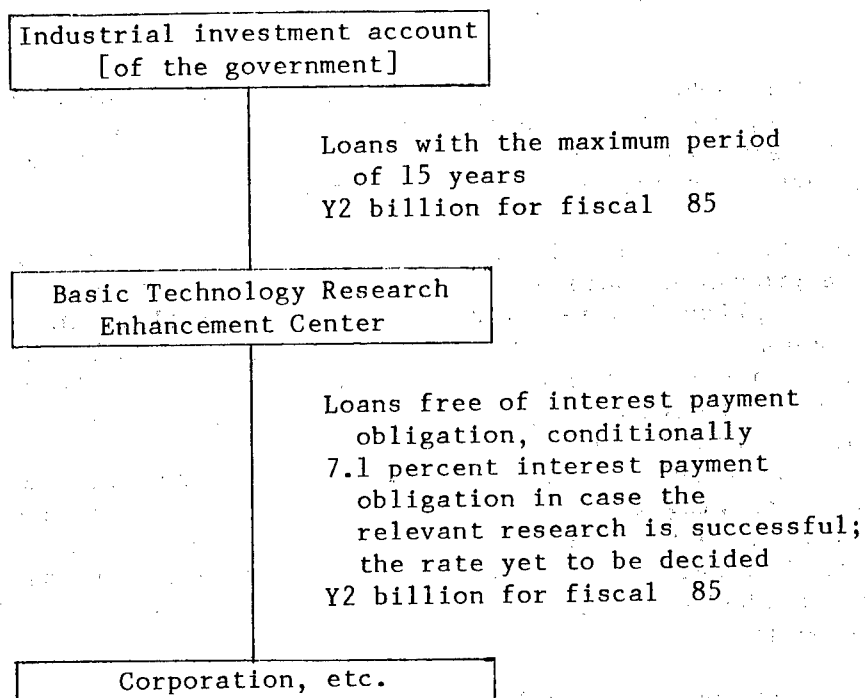 Industrial investment account
[of the government]
Loans with the maximum period
of 15 years
Y2 billion for fiscal 85
Basic Technology Research
Enhancement Center
Loans free of interest payment
obligation, conditionally
7.1 percent interest payment
obligation in case the
relevant research is successful;
the rate yet to be decided
Y2 billion for fiscal 85
Corporation, etc.